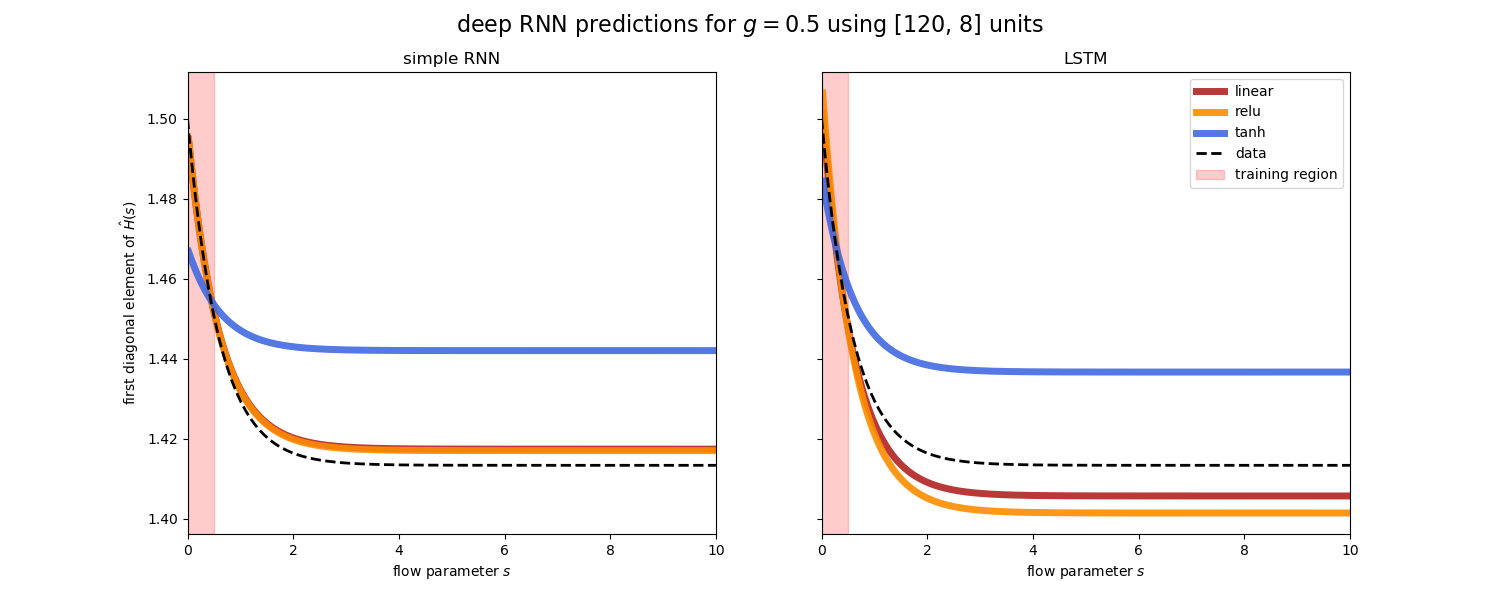 deep RNN predictions for g = 0.5 using [120, 8] units
simple RNN
LSTM
first diagonal element of Ĥ(s)
1.50
1.48
1.46
1.44
1.42
1.40
0 2 4 6 8 10
flow parameter s
linear
relu
tanh
data
training region
0 2 4 6 8 10
flow parameter s